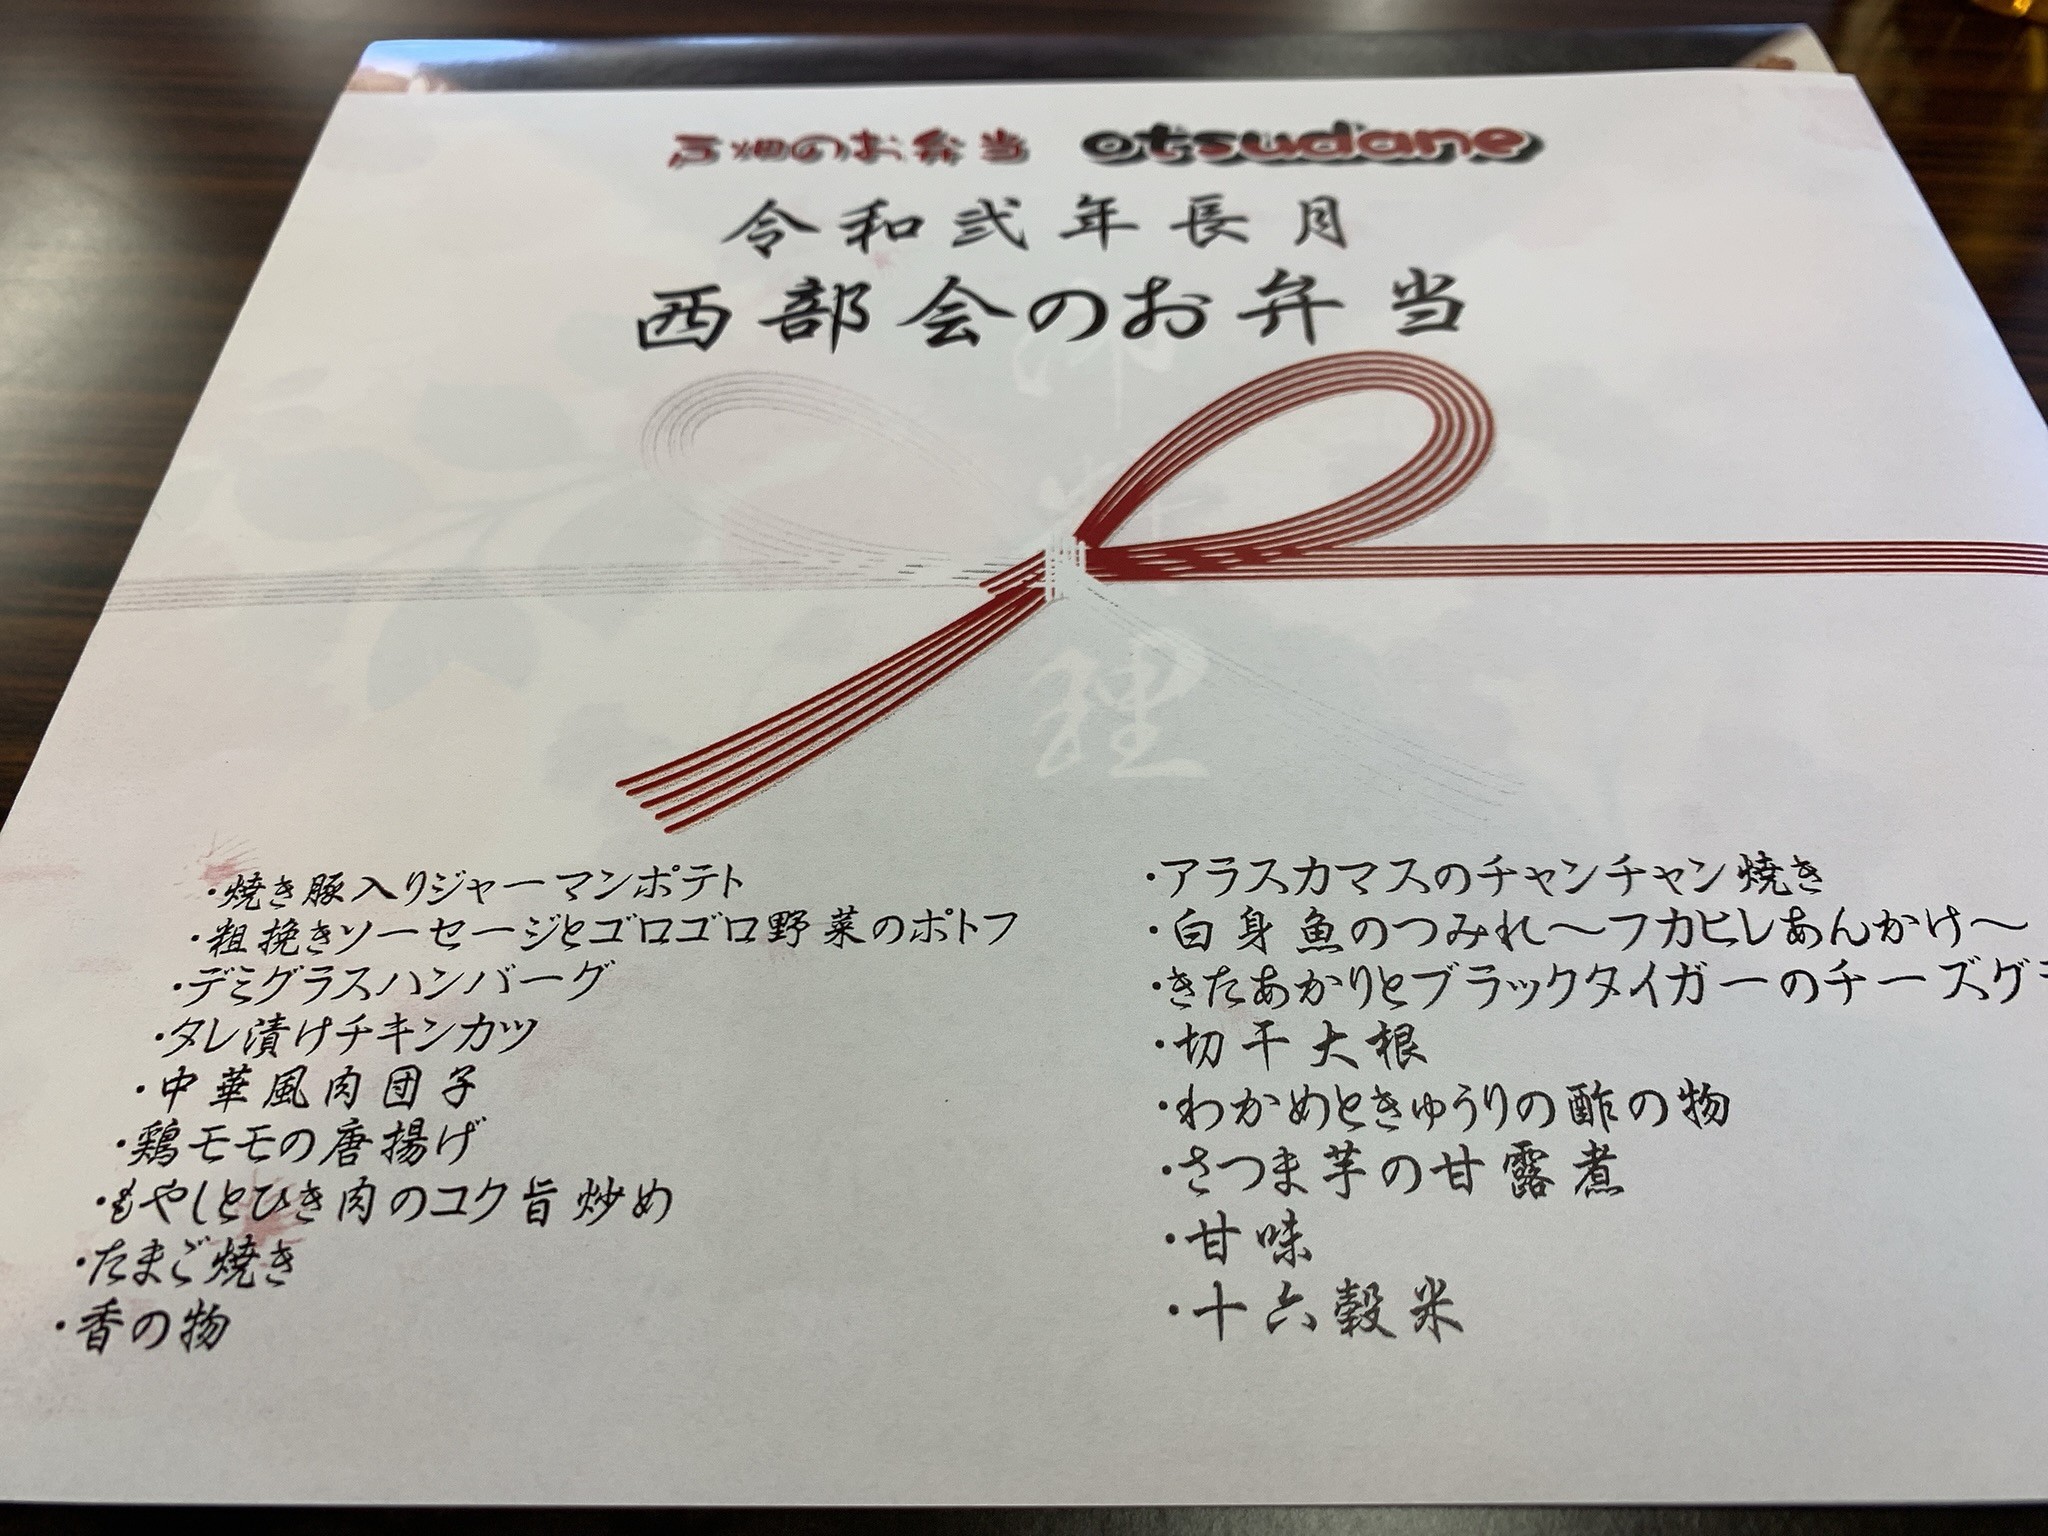 戸畑のお弁当 otsudane
令和弐年長月
西部会のお弁当
理
・焼き豚入りジャーマンポテト
・粗挽きソーセージとゴロゴロ野菜のポトフ
・デミグラスハンバーグ
・タレ漬けチキンカツ
・中華風肉団子
・鶏モモの唐揚げ
・もやしとひき肉のコク旨炒め
・たまご焼き
・香の物
・アラスカマスのチャンチャン焼き
・白身魚のつみれ～フカヒレあんかけ～
・きたあかりとブラックタイガーのチーズグラ
・切干大根
・わかめときゅうりの酢の物
・さつま芋の甘露煮
・甘味
・十六穀米